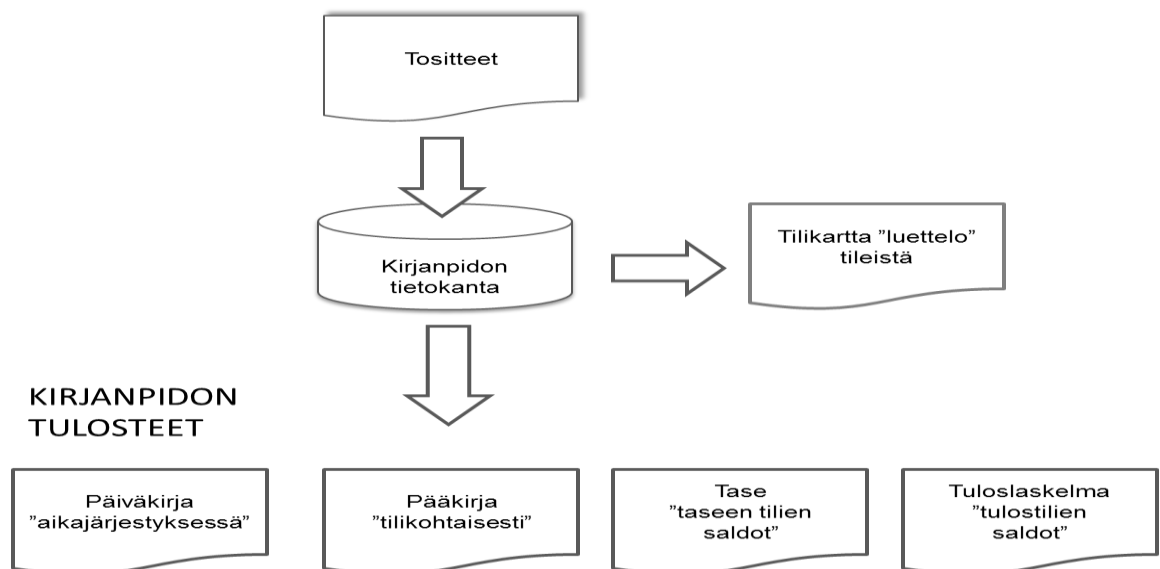 Tositteet
Kirjanpidon
tietokanta
Tilikartta ”luettelo”
tileistä
KIRJANPIDON
TULOSTEET
Päiväkirja
”aikajärjestyksessä”
Pääkirja
”tilikohtaisesti”
Tase
”taseen tilien
saldot”
Tuloslaskelma
”tulostilien
saldot”